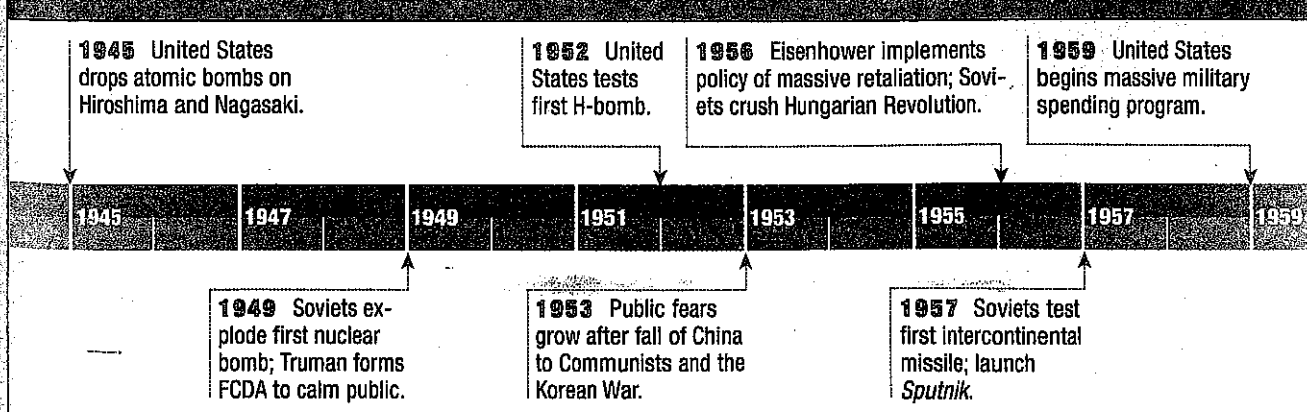 1945 United States
drops atomic bombs on
Hiroshima and Nagasaki.
1952 United
States tests
first H-bomb.
1956 Eisenhower implements
policy of massive retaliation; Sovi-
ets crush Hungarian Revolution.
1959 United States
begins massive military
spending program.
1945
1947
1949
1951
1953
1955
1957
1959
1949 Soviets ex-
plode first nuclear
bomb; Truman forms
FCDA to calm public.
1953 Public fears
grow after fall of China
to Communists and the
Korean War.
1957 Soviets test
first intercontinental
missile; launch
Sputnik.